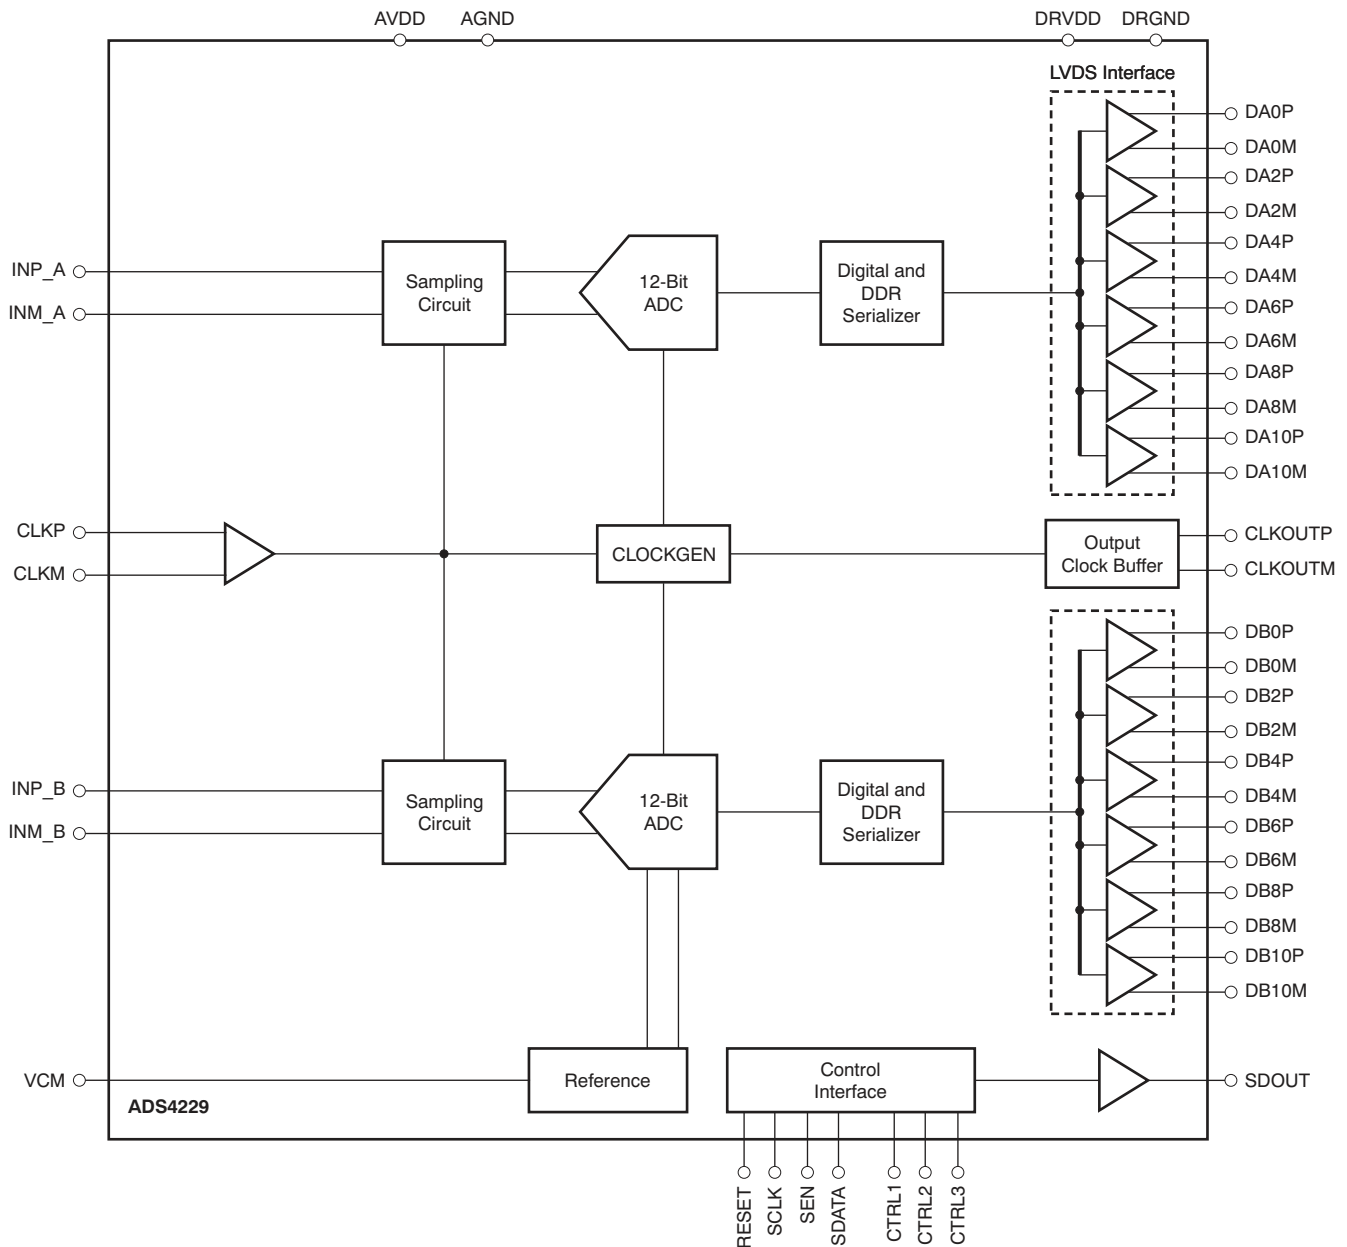 AVDD AGND DRVDD DRGND
LVDS Interface
DA0P
DA0M
DA2P
DA2M
DA4P
DA4M
DA6P
DA6M
DA8P
DA8M
DA10P
DA10M
INP_A
INM_A
Sampling
Circuit
12-Bit
ADC
Digital and
DDR
Serializer
CLKP
CLKM
CLOCKGEN
Output
Clock Buffer
CLKOUTP
CLKOUTM
DB0P
DB0M
DB2P
DB2M
DB4P
DB4M
DB6P
DB6M
DB8P
DB8M
DB10P
DB10M
INP_B
INM_B
Sampling
Circuit
12-Bit
ADC
Digital and
DDR
Serializer
VCM
Reference
Control
Interface
SDOUT
ADS4229
RESET
SCLK
SEN
SDATA
CTRL1
CTRL2
CTRL3